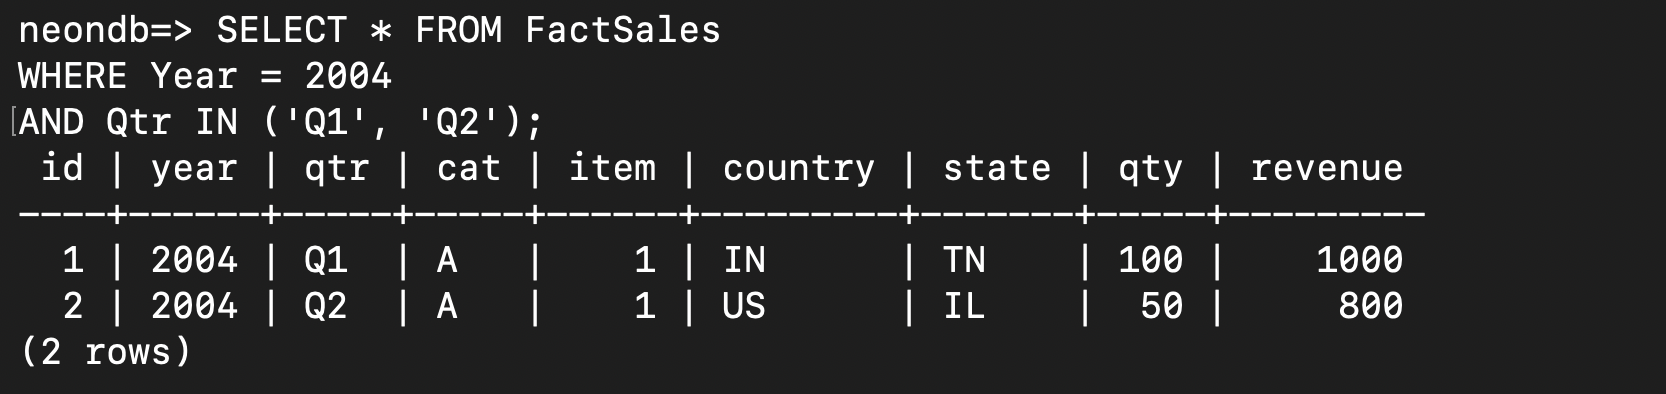 neondb=> SELECT * FROM FactSales
WHERE Year = 2004
[AND Qtr IN ('Q1', 'Q2');
 id | year | qtr | cat | item | country | state | qty | revenue
----+------+-----+-----+------+---------+-------+-----+---------
  1 | 2004 | Q1  | A   |    1 | IN      | TN    | 100 |    1000
  2 | 2004 | Q2  | A   |    1 | US      | IL    |  50 |     800
(2 rows)